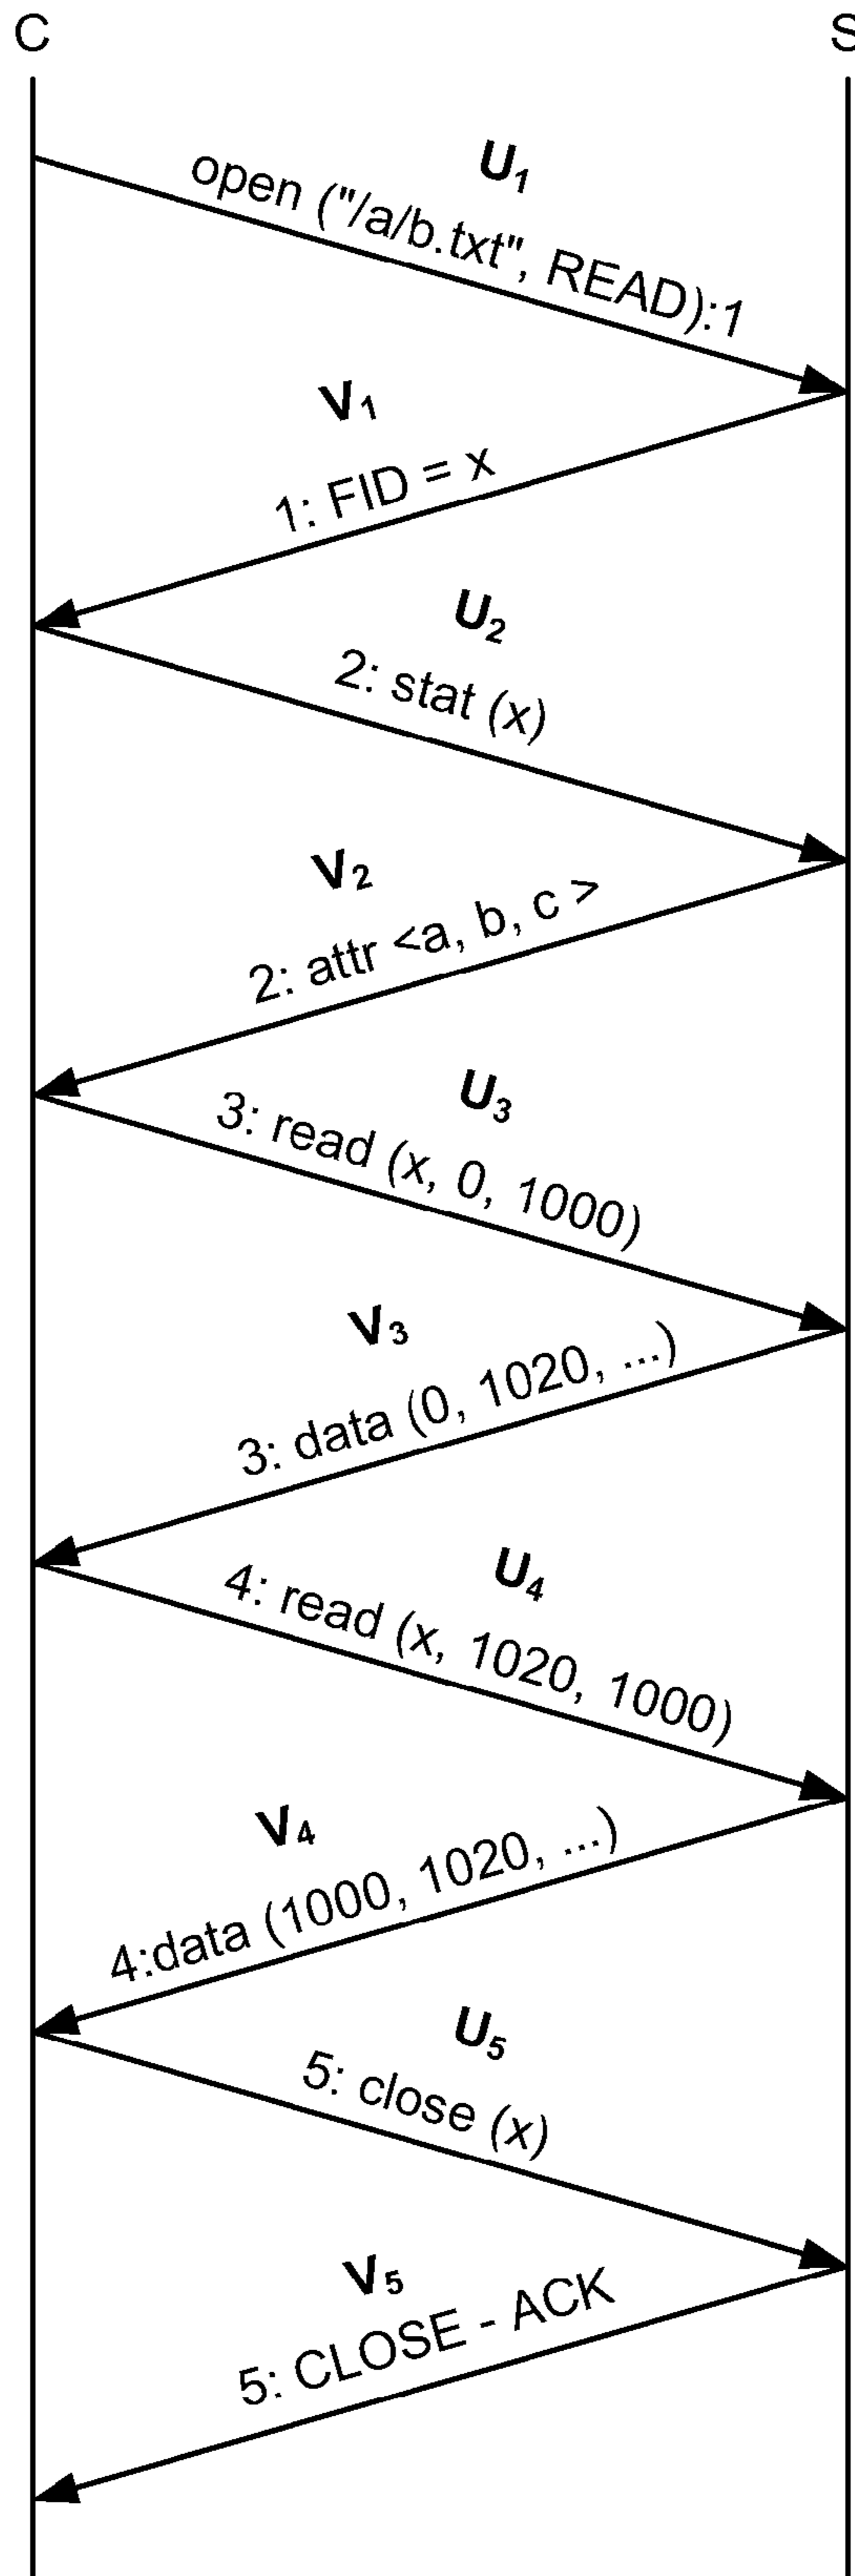 C
S
U1
open ("/a/b.txt", READ):1
V1
1: FID = x
U2
2: stat (x)
V2
2: attr <a, b, c >
U3
3: read (x, 0, 1000)
V3
3: data (0, 1020, ...)
U4
4: read (x, 1020, 1000)
V4
4:data (1000, 1020, ...)
U5
5: close (x)
V5
5: CLOSE - ACK